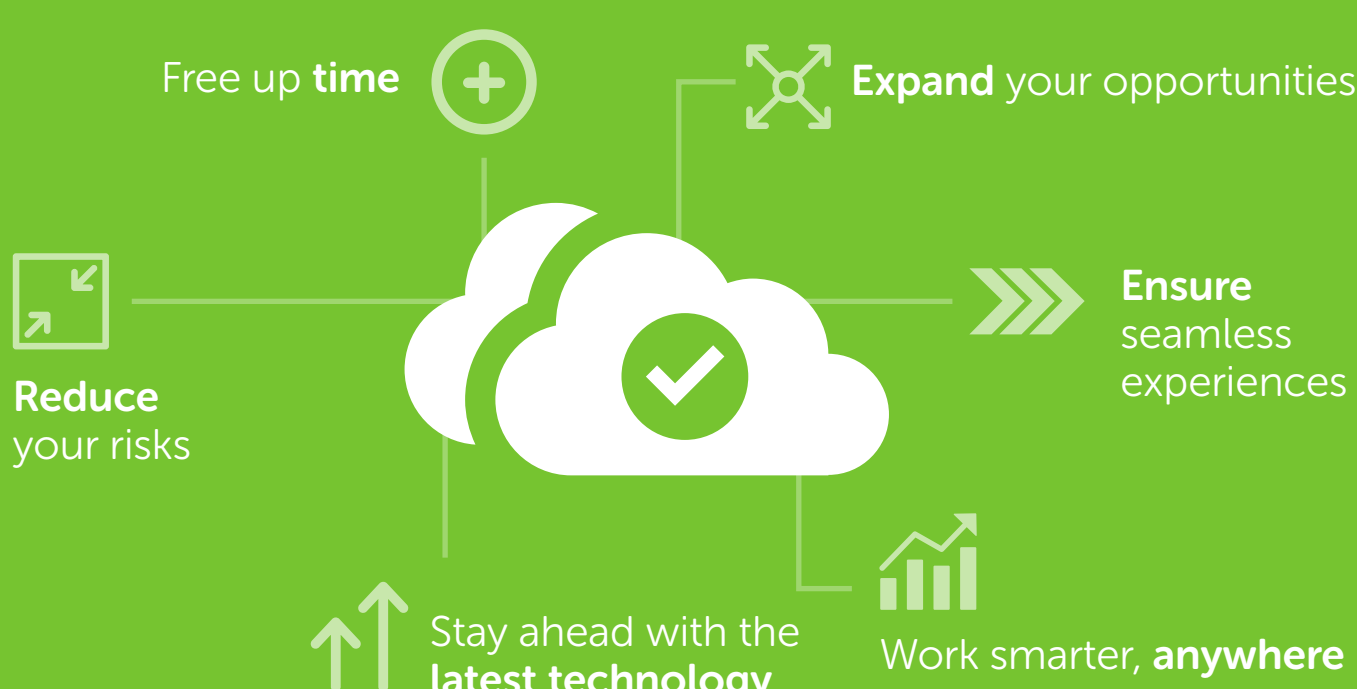 Free up time
Expand your opportunities
Ensure
seamless
experiences
Reduce
your risks
Stay ahead with the
latest technology
Work smarter, anywhere